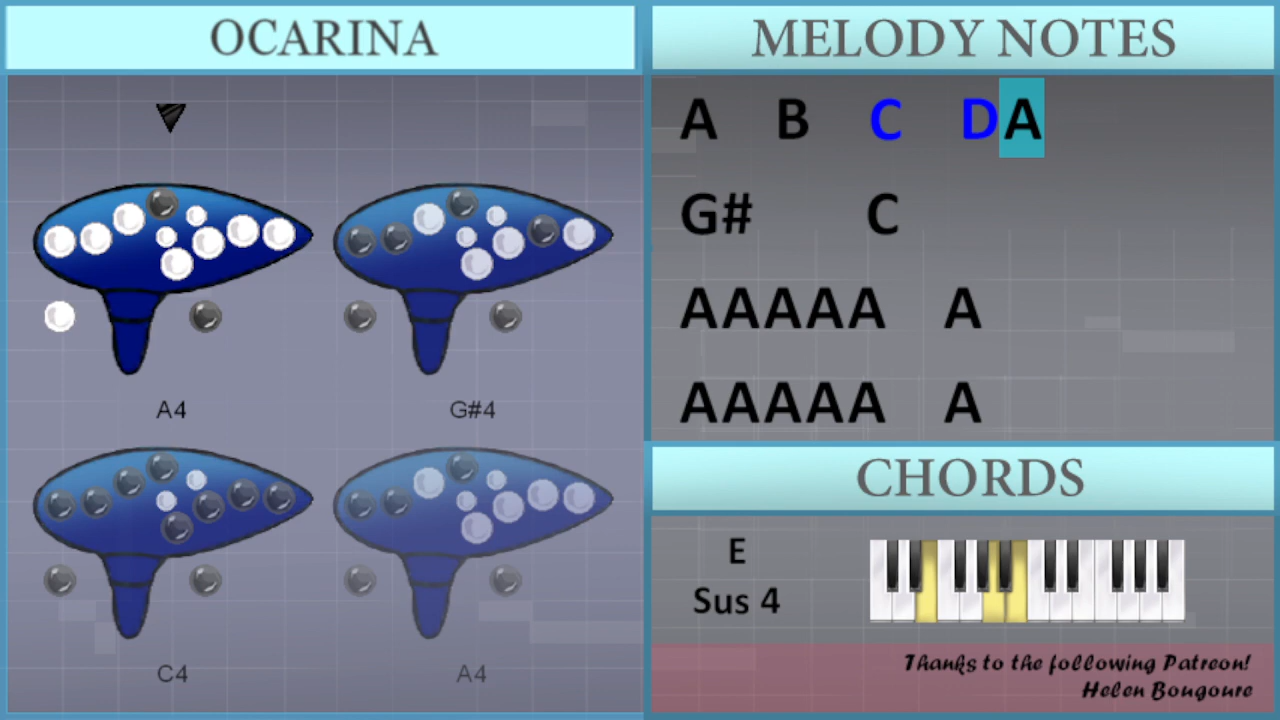 OCARINA
A4
G#4
C4
A4
MELODY NOTES
A B C DA
G# C
AAAAA A
AAAAA A
CHORDS
E
Sus 4
Thanks to the following Patreon!
Helen Bougoure